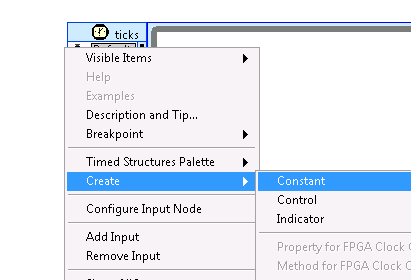 ticks
Visible Items
Help
Examples
Description and Tip...
Breakpoint
Timed Structures Palette
Create
Constant
Configure Input Node
Control
Indicator
Add Input
Property for FPGA Clock
Remove Input
Method for FPGA Clock